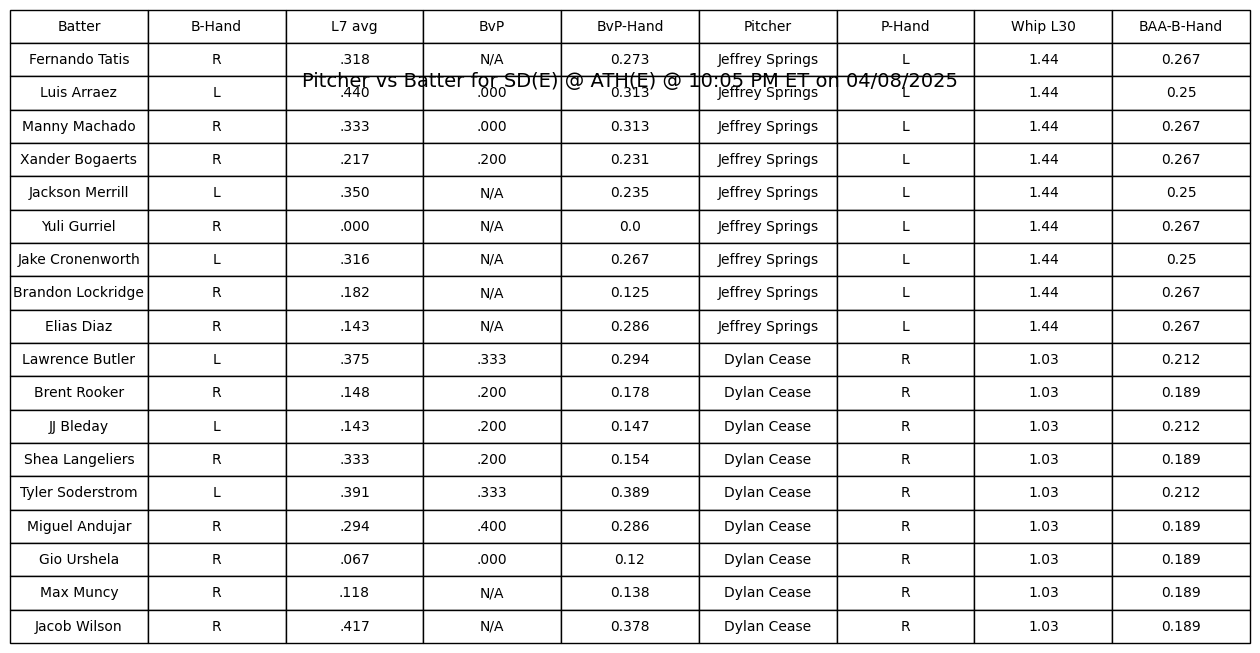 Batter B-Hand L7 avg BvP BvP-Hand Pitcher P-Hand Whip L30 BAA-B-Hand
Fernando Tatis R .318 N/A 0.273 Jeffrey Springs L 1.44 0.267
Pitcher vs Batter for SD(E) @ ATH(E) @ 10:05 PM ET on 04/08/2025
Luis Arraez L .440 .000 0.313 Jeffrey Springs L 1.44 0.25
Manny Machado R .333 .000 0.313 Jeffrey Springs L 1.44 0.267
Xander Bogaerts R .217 .200 0.231 Jeffrey Springs L 1.44 0.267
Jackson Merrill L .350 N/A 0.235 Jeffrey Springs L 1.44 0.25
Yuli Gurriel R .000 N/A 0.0 Jeffrey Springs L 1.44 0.267
Jake Cronenworth L .316 N/A 0.267 Jeffrey Springs L 1.44 0.25
Brandon Lockridge R .182 N/A 0.125 Jeffrey Springs L 1.44 0.267
Elias Diaz R .143 N/A 0.286 Jeffrey Springs L 1.44 0.267
Lawrence Butler L .375 .333 0.294 Dylan Cease R 1.03 0.212
Brent Rooker R .148 .200 0.178 Dylan Cease R 1.03 0.189
JJ Bleday L .143 .200 0.147 Dylan Cease R 1.03 0.212
Shea Langeliers R .333 .200 0.154 Dylan Cease R 1.03 0.189
Tyler Soderstrom L .391 .333 0.389 Dylan Cease R 1.03 0.212
Miguel Andujar R .294 .400 0.286 Dylan Cease R 1.03 0.189
Gio Urshela R .067 .000 0.12 Dylan Cease R 1.03 0.189
Max Muncy R .118 N/A 0.138 Dylan Cease R 1.03 0.189
Jacob Wilson R .417 N/A 0.378 Dylan Cease R 1.03 0.189